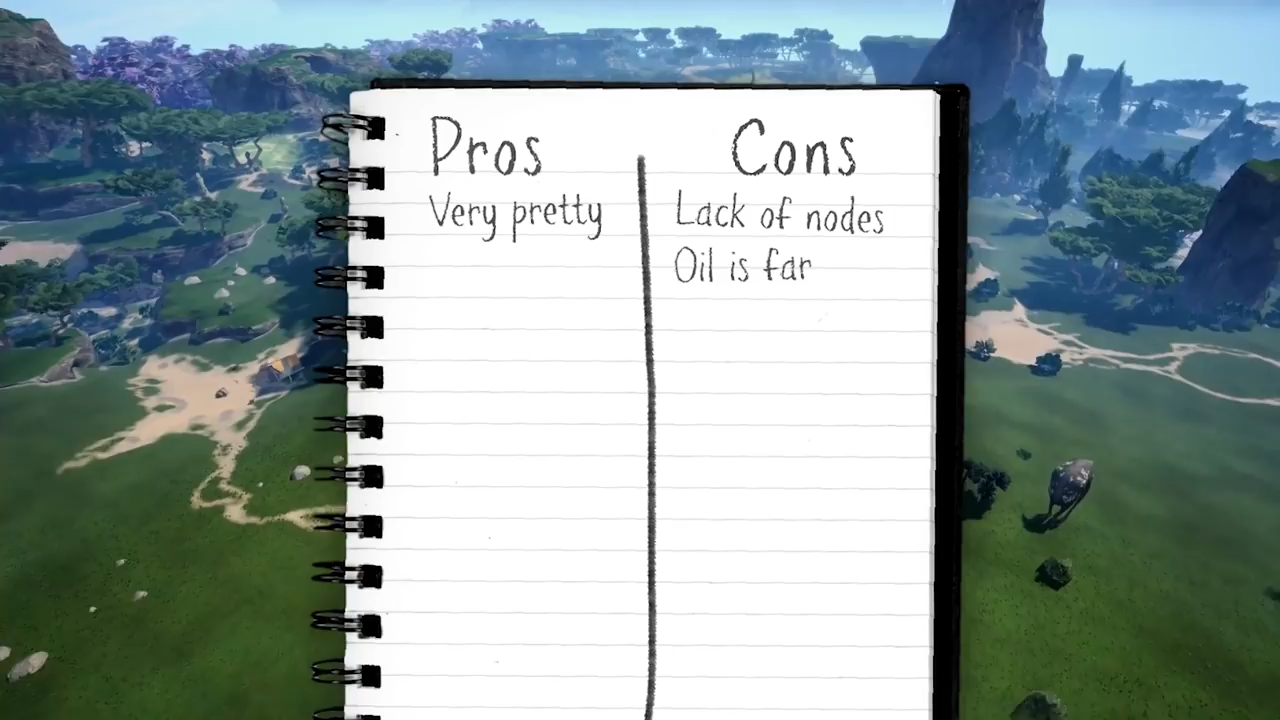 Pros
Cons
Very pretty
Lack of nodes
Oil is far